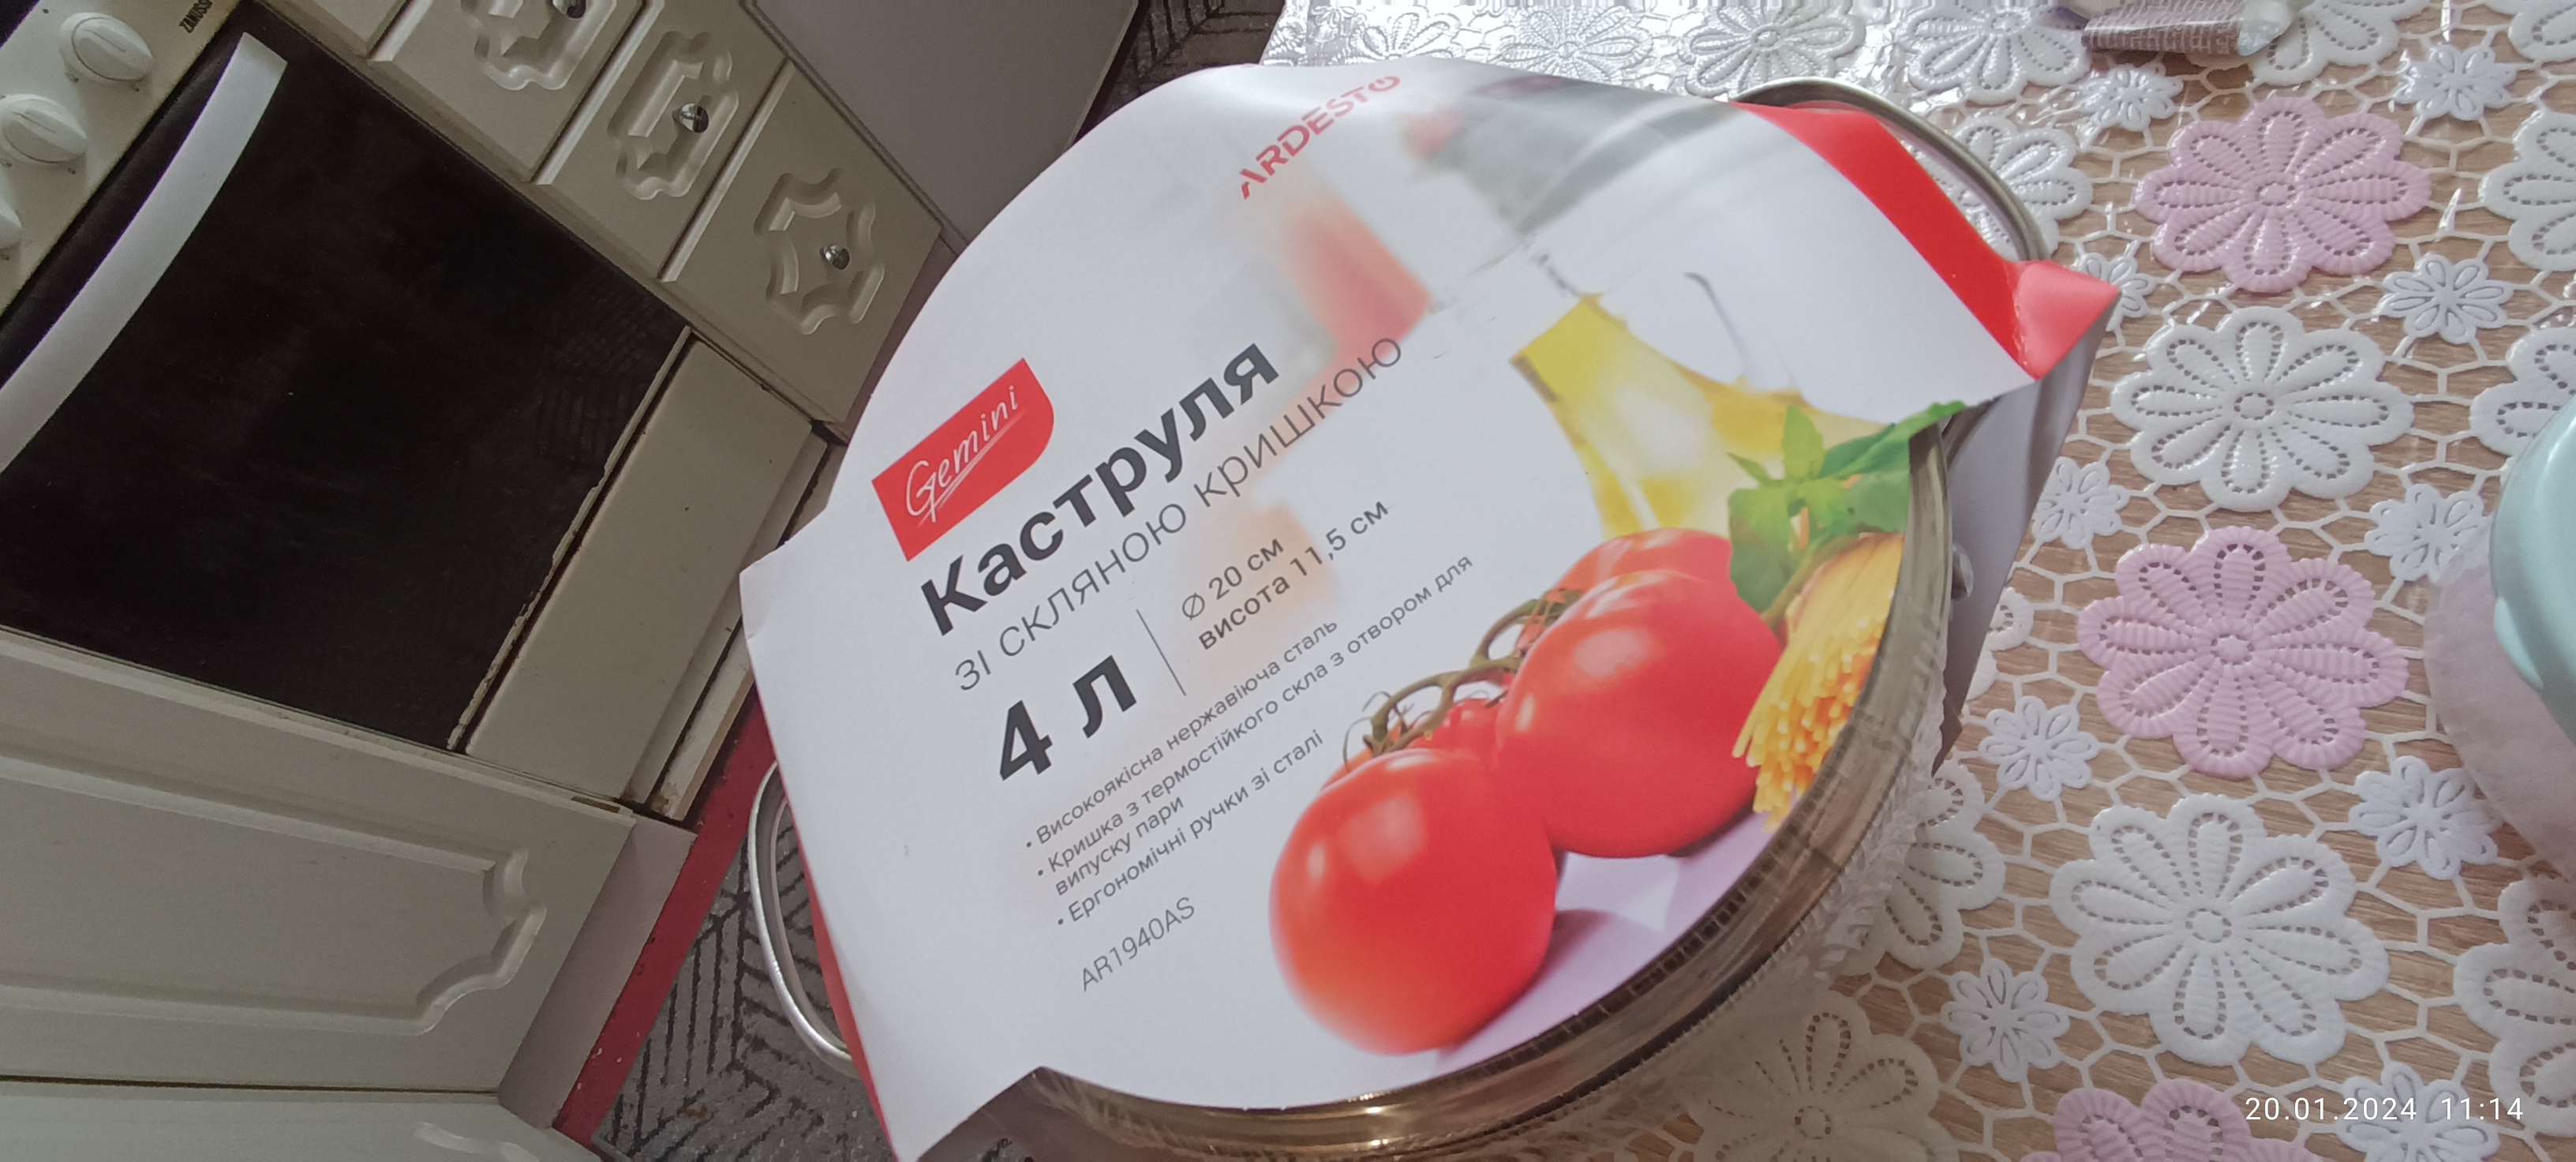 ZANUSSI
ARDESTO
Gemini
Каструля
зі скляною кришкою
4 л
Ø 20 см
висота 11,5 см
• Високоякісна нержавіюча сталь
• Кришка з термостійкого скла з отвором для
випуску пари
• Ергономічні ручки зі сталі
AR1940AS
20.01.2024 11:14